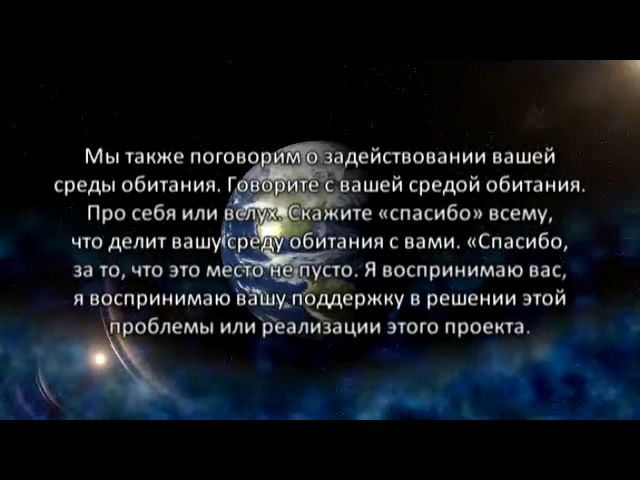 Мы также поговорим о задействовании вашей
среды обитания. Говорите с вашей средой обитания.
Про себя или вслух. Скажите «спасибо» всему,
что делит вашу среду обитания с вами. «Спасибо,
за то, что это место не пусто. Я воспринимаю вас,
я воспринимаю вашу поддержку в решении этой
проблемы или реализации этого проекта.